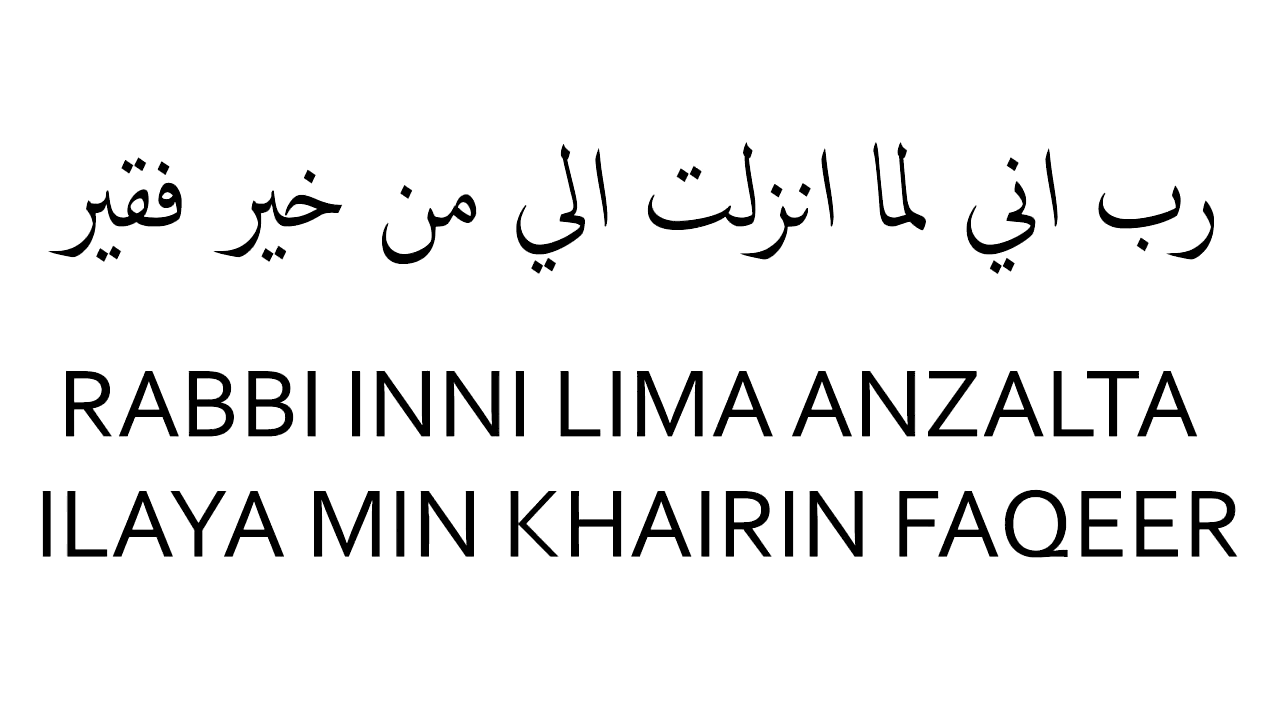 رب اني لما انزلت الي من خير فقير
RABBI INNI LIMA ANZALTA
ILAYA MIN KHAIRIN FAQEER